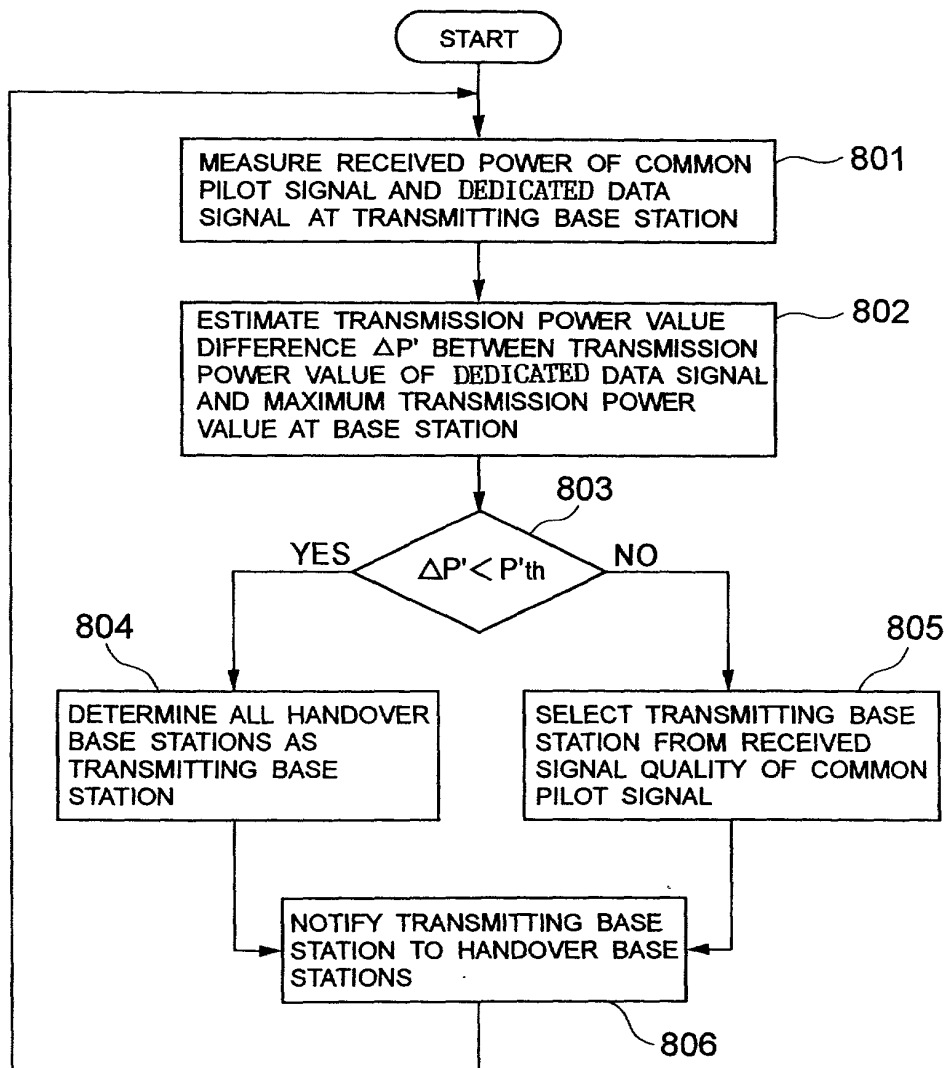 START
MEASURE RECEIVED POWER OF COMMON
PILOT SIGNAL AND DEDICATED DATA
SIGNAL AT TRANSMITTING BASE STATION
801
ESTIMATE TRANSMISSION POWER VALUE
DIFFERENCE △P' BETWEEN TRANSMISSION
POWER VALUE OF DEDICATED DATA SIGNAL
AND MAXIMUM TRANSMISSION POWER
VALUE AT BASE STATION
802
803
YES
△P'< P'th
NO
804
DETERMINE ALL HANDOVER
BASE STATIONS AS
TRANSMITTING BASE
STATION
805
SELECT TRANSMITTING BASE
STATION FROM RECEIVED
SIGNAL QUALITY OF COMMON
PILOT SIGNAL
NOTIFY TRANSMITTING BASE
STATION TO HANDOVER BASE
STATIONS
806